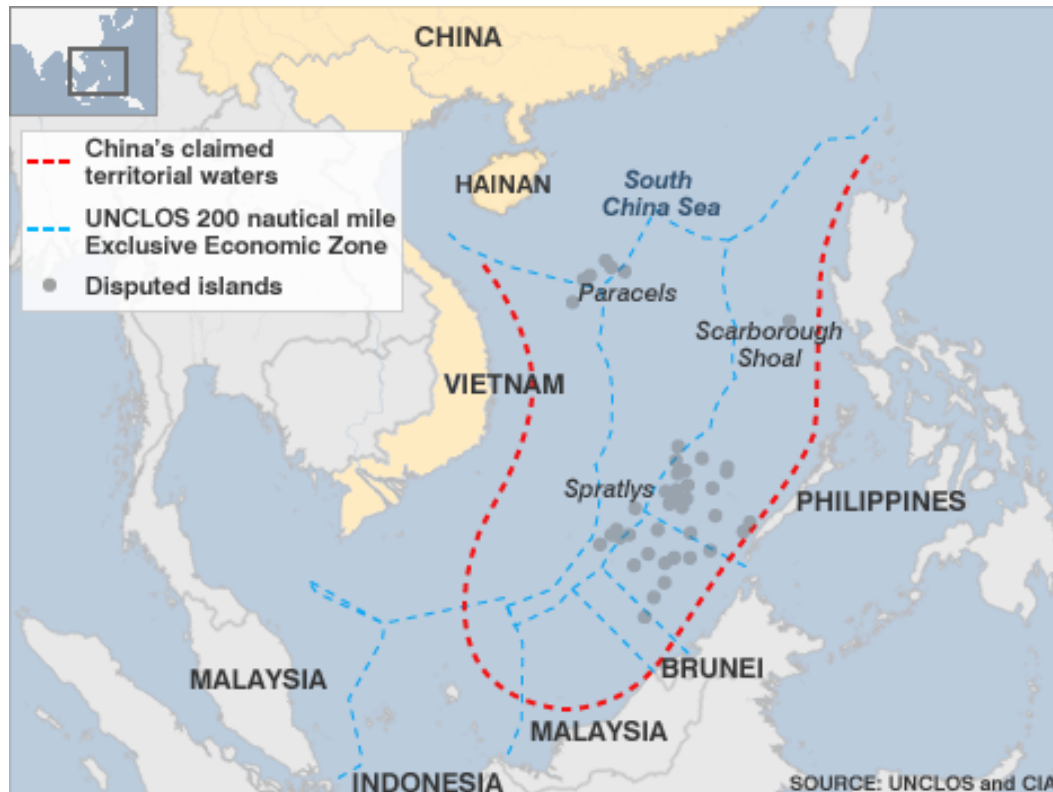 CHINA
China's claimed
territorial waters
UNCLOS 200 nautical mile
Exclusive Economic Zone
Disputed islands
HAINAN
South
China Sea
Paracels
Scarborough
Shoal
VIETNAM
Spratlys
PHILIPPINES
BRUNEI
MALAYSIA
MALAYSIA
INDONESIA
SOURCE: UNCLOS and CIA